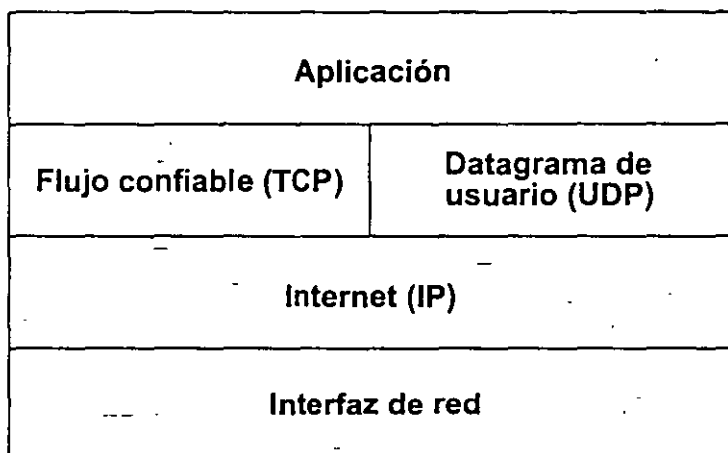 Aplicación
Flujo confiable (TCP)
Datagrama de
usuario (UDP)
Internet (IP)
Interfaz de red